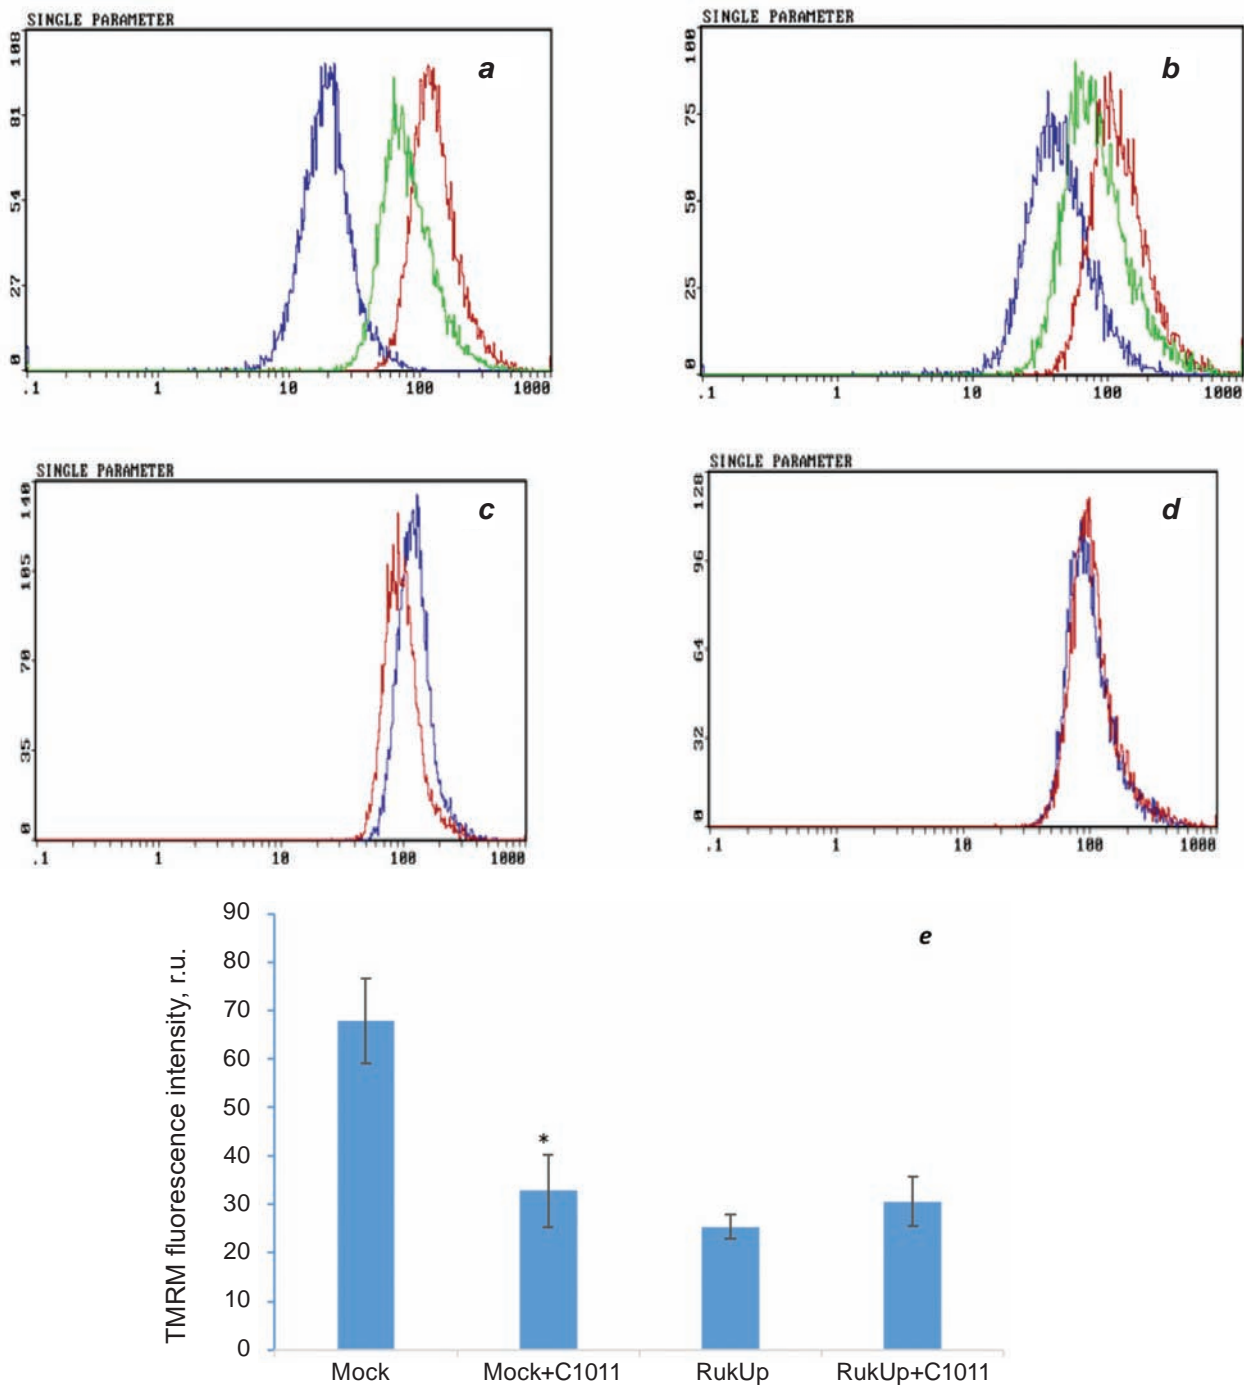 SINGLE PARAMETER
a
108
81
54
27
0
.1 1 10 100 1000
SINGLE PARAMETER
b
100
75
50
25
0
.1 1 10 100 1000
SINGLE PARAMETER
c
140
105
70
35
0
.1 1 10 100 1000
SINGLE PARAMETER
d
128
96
64
32
0
.1 1 10 100 1000
e
TMRM fluorescence intensity, r.u.
90
80
70
60
50
40
30
20
10
0
*
Mock Mock+C1011 RukUp RukUp+C1011